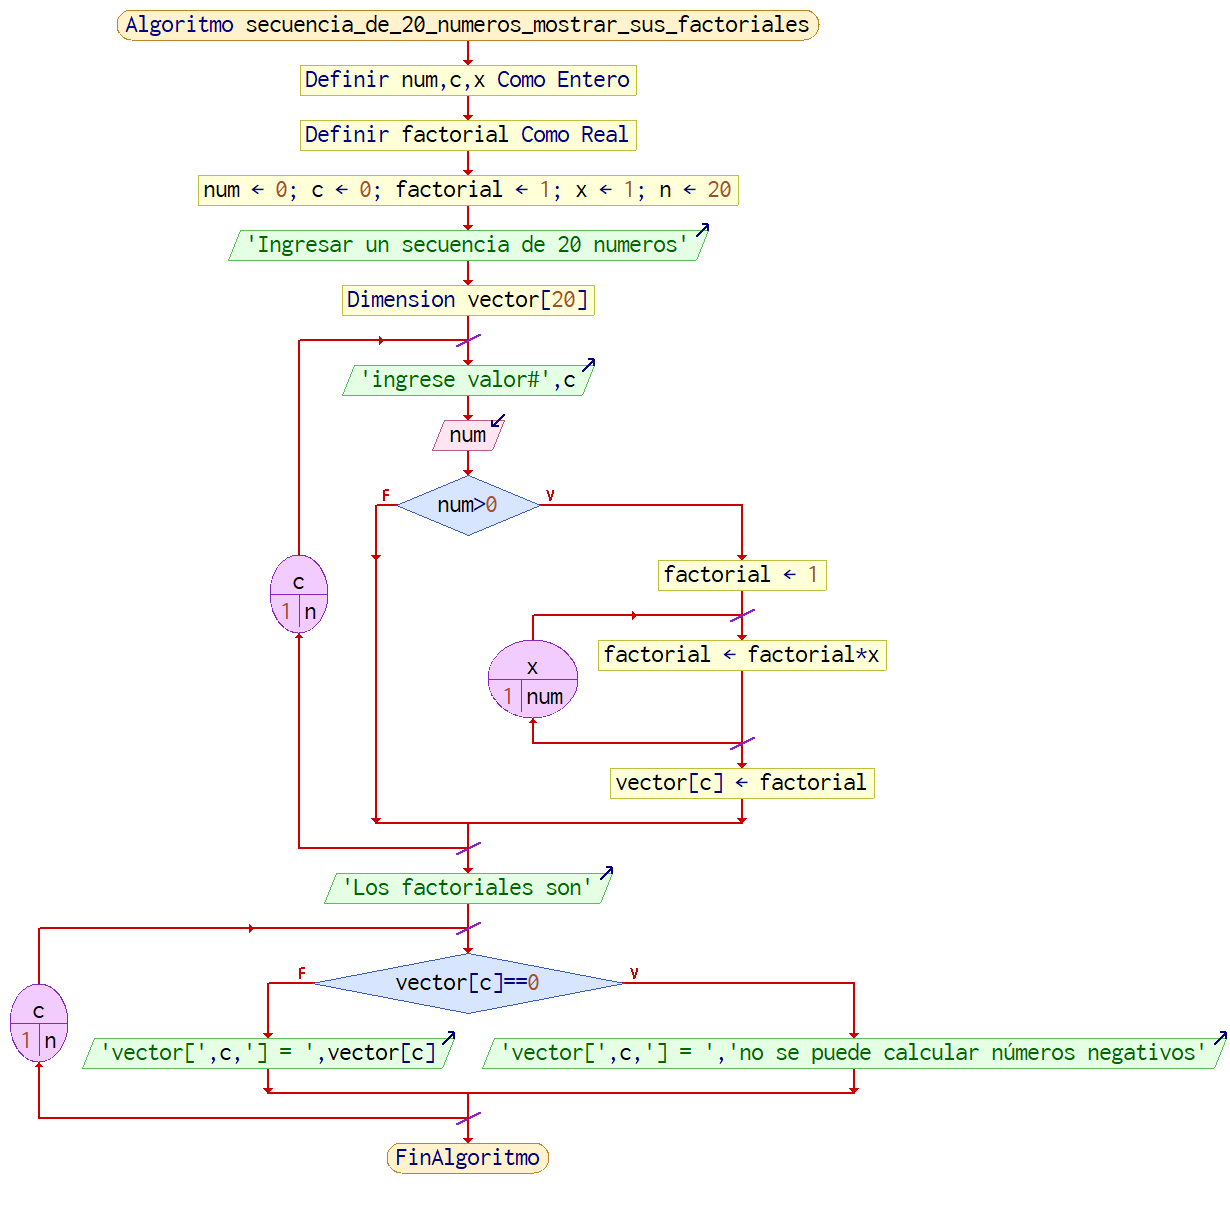 Algoritmo secuencia_de_20_numeros_mostrar_sus_factoriales
Definir num,c,x Como Entero
Definir factorial Como Real
num ← 0; c ← 0; factorial ← 1; x ← 1; n ← 20
'Ingresar un secuencia de 20 numeros'
Dimension vector[20]
'ingrese valor#',c
num
F
num>0
V
c
1 n
factorial ← 1
factorial ← factorial*x
x
1 num
vector[c] ← factorial
'Los factoriales son'
F
vector[c]==0
V
c
1 n
'vector[',c,'] = ',vector[c]
'vector[',c,'] = ','no se puede calcular números negativos'
FinAlgoritmo